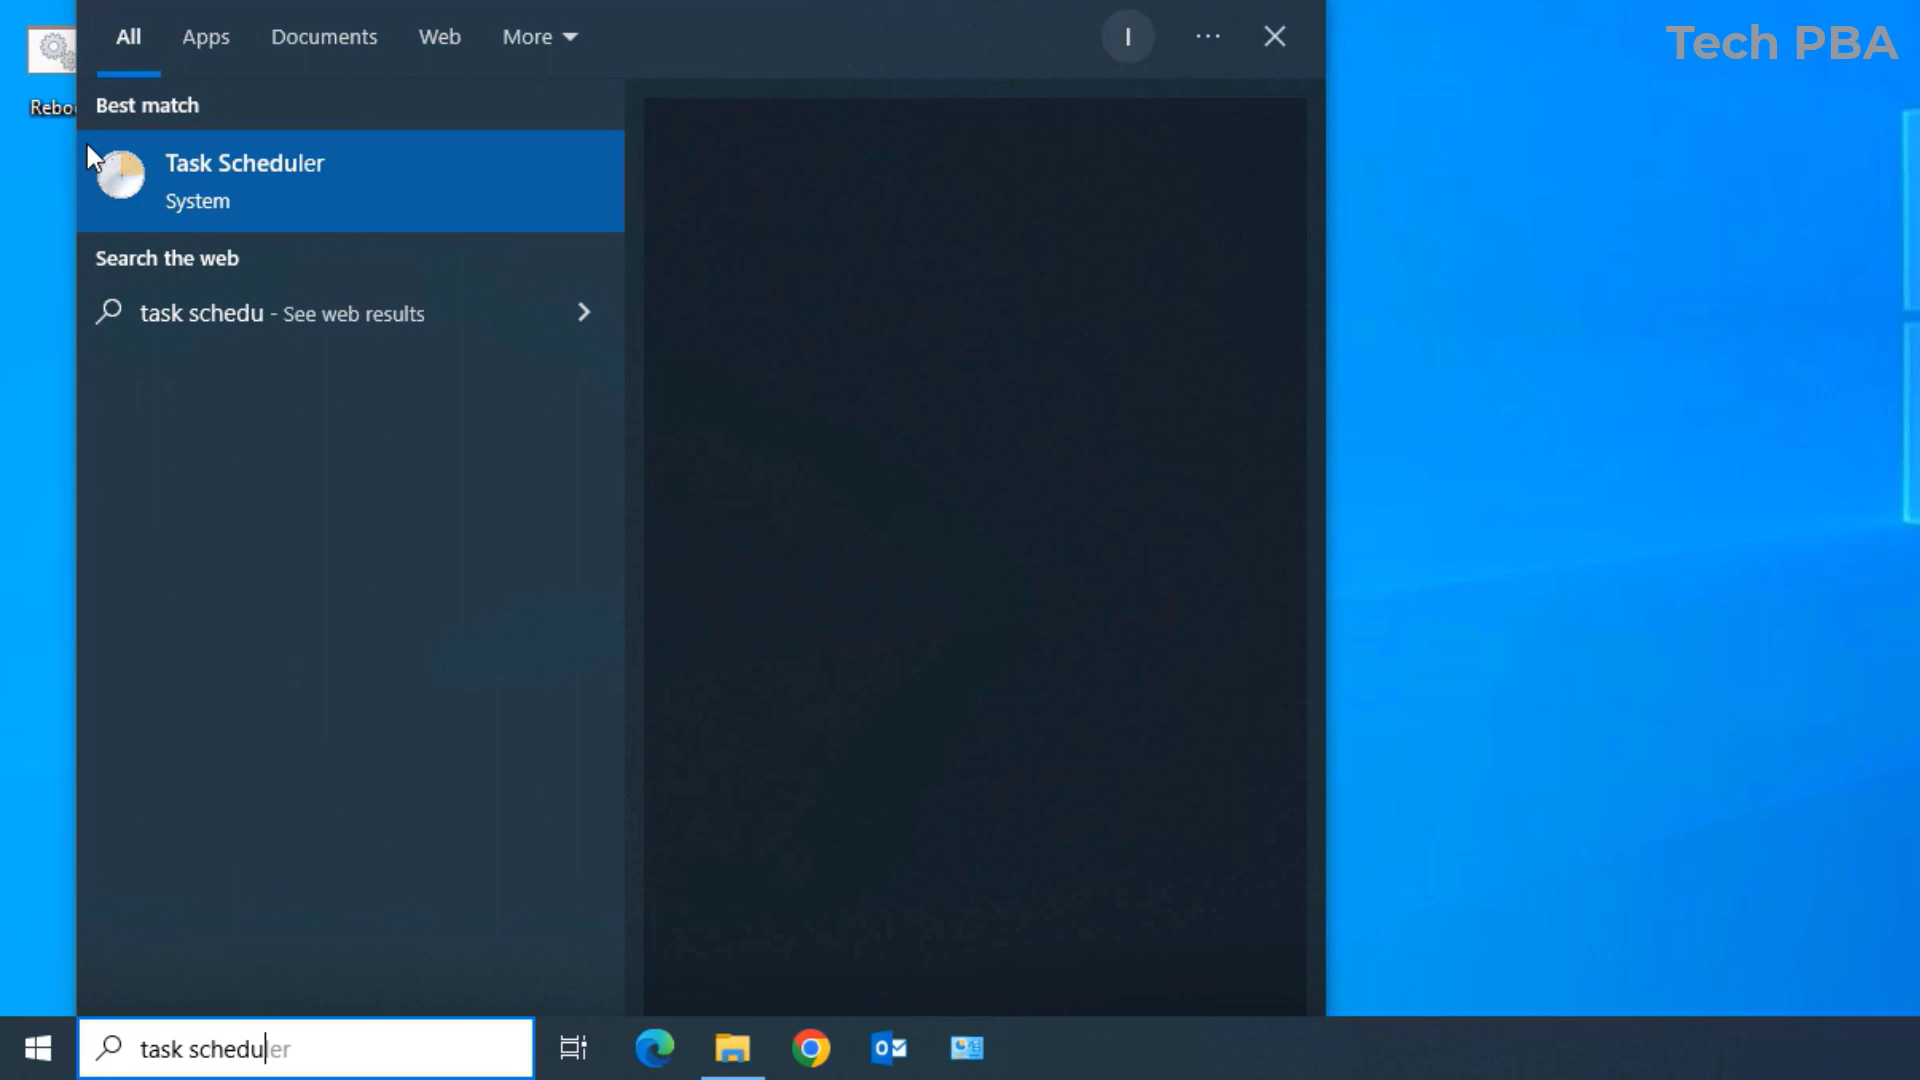 All Apps Documents Web More
I
Tech PBA
Best match
Task Scheduler
System
Search the web
task schedu - See web results
task scheduler